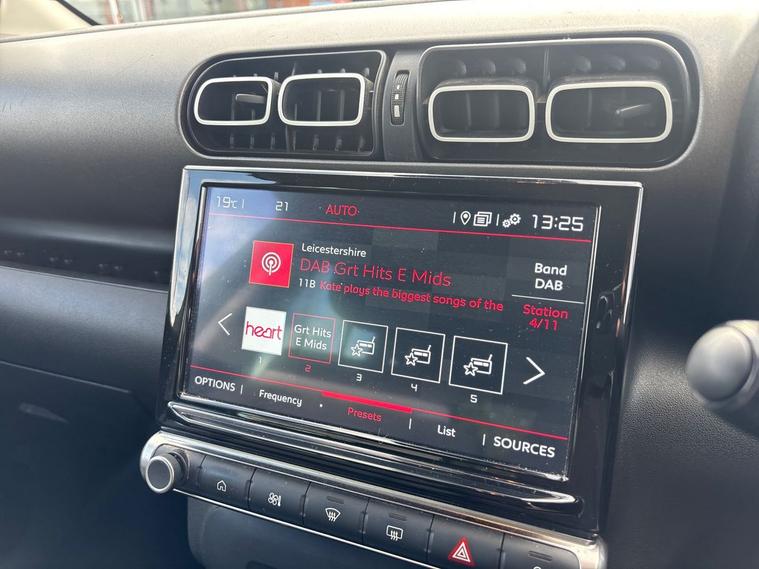 19°C
21
AUTO
13:25
Leicestershire
DAB Grt Hits E Mids
11B Kate plays the biggest songs of the
Band
DAB
Station
4/11
heart
Grt Hits
E Mids
1
2
3
4
5
OPTIONS
Frequency
Presets
List
SOURCES